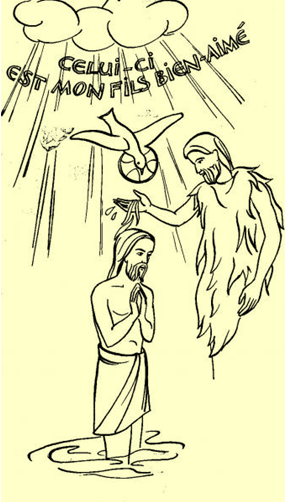 CELUI-CI
EST MON FILS BIEN-AIMÉ